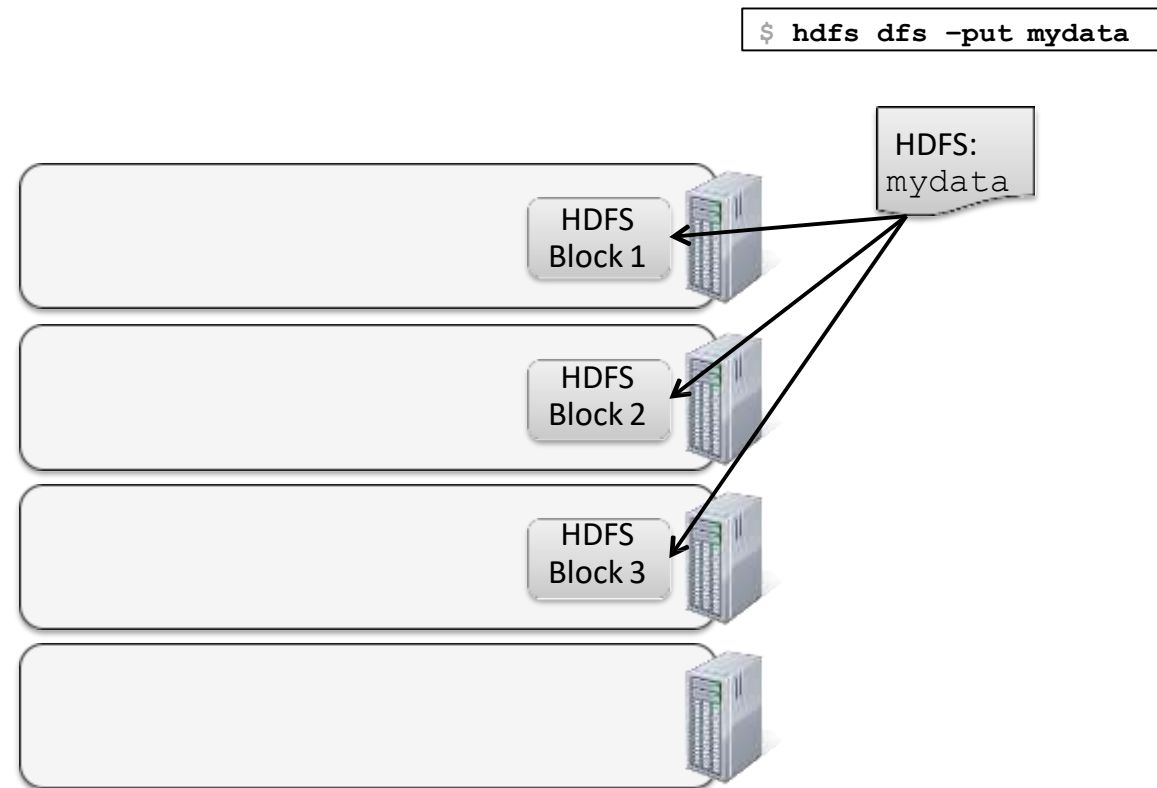 $ hdfs dfs –put mydata
HDFS:
mydata
HDFS
Block 1
HDFS
Block 2
HDFS
Block 3